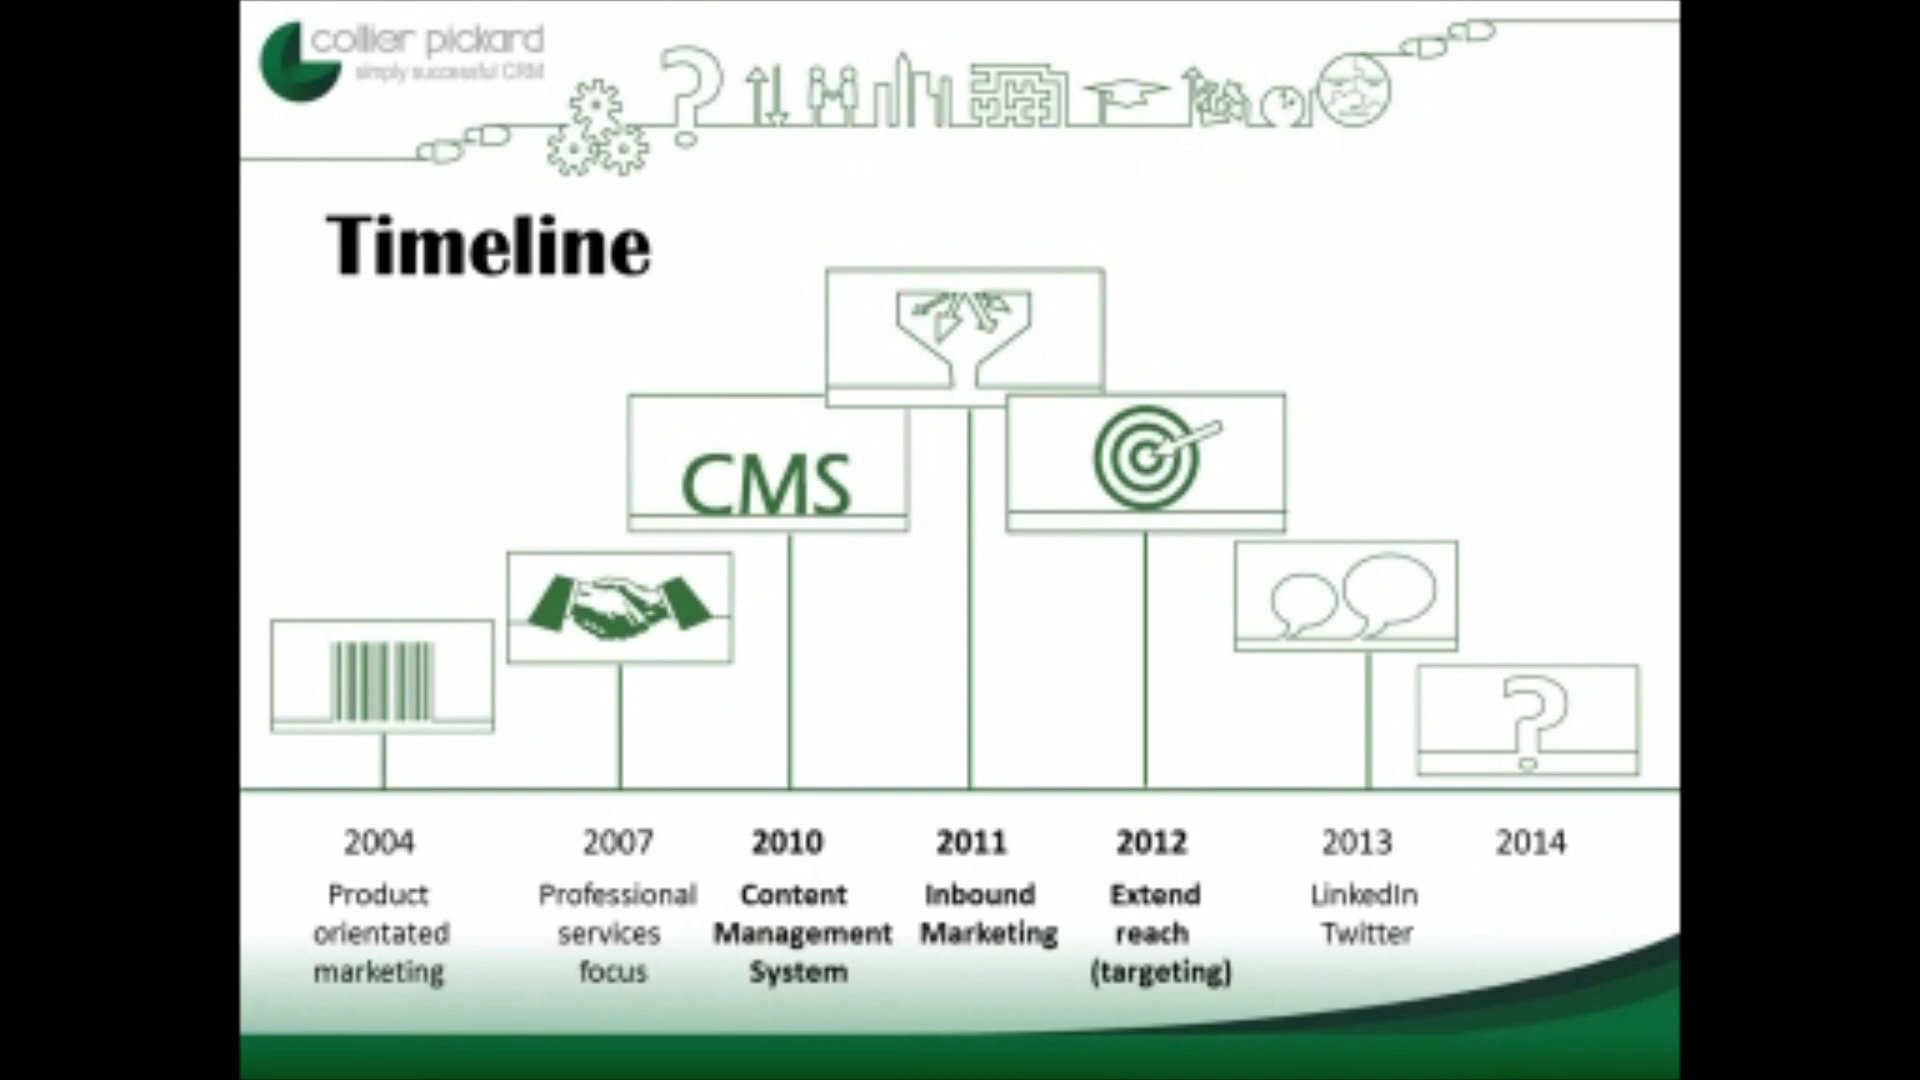 collier pickard
simply successful CRM
Timeline
CMS
?
2004
2007
2010
2011
2012
2013
2014
Product
orientated
marketing
Professional
services
focus
Content
Management
System
Inbound
Marketing
Extend
reach
(targeting)
LinkedIn
Twitter